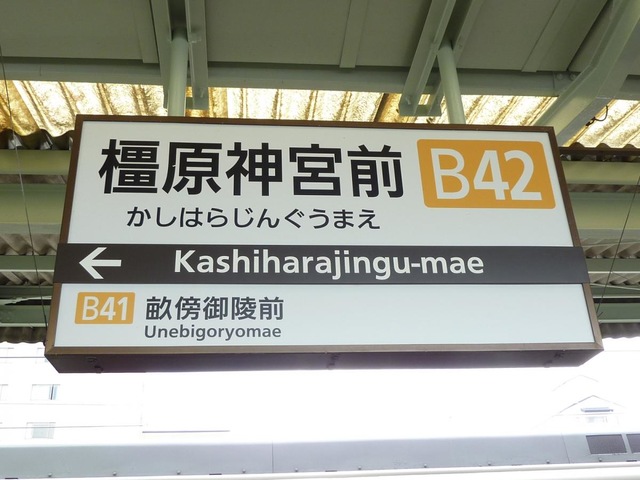 橿原神宮前 B42
かしはらじんぐうまえ
← Kashiharajingu-mae
B41 畝傍御陵前
Unebigoryomae